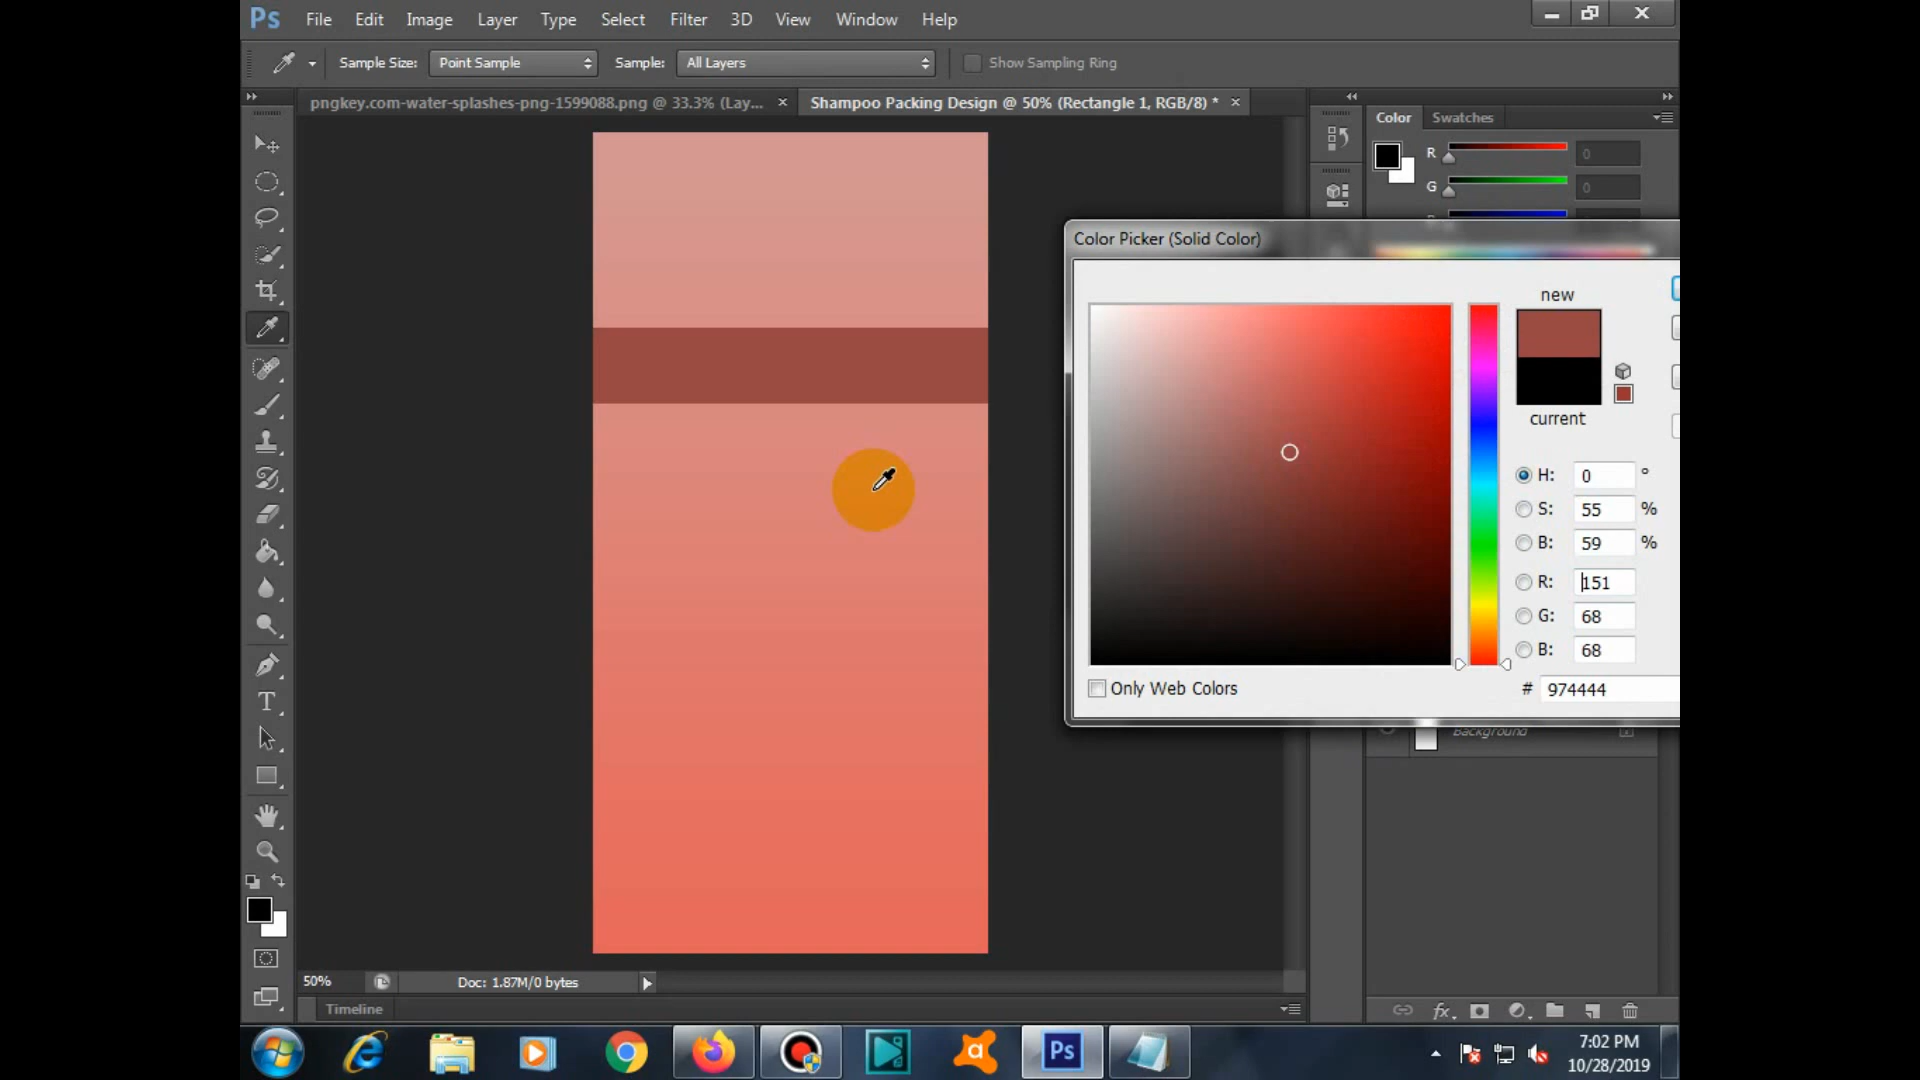 Ps File Edit Image Layer Type Select Filter 3D View Window Help
Sample Size: Point Sample Sample: All Layers Show Sampling Ring
pngkey.com-water-splashes-png-1599088.png @ 33.3% (Lay... × Shampoo Packing Design @ 50% (Rectangle 1, RGB/8) * ×
Color Swatches
R 0
G 0
Color Picker (Solid Color)
new
current
H: 0 °
S: 55 %
B: 59 %
R: 151
G: 68
B: 68
Only Web Colors # 974444
Background
50% Doc: 1.87M/0 bytes
Timeline
Ps
7:02 PM
10/28/2019